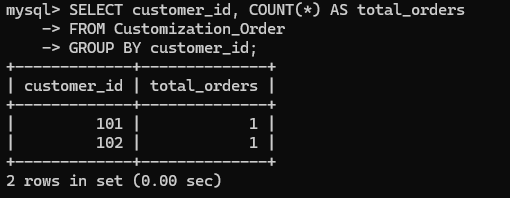 mysql> SELECT customer_id, COUNT(*) AS total_orders
    -> FROM Customization_Order
    -> GROUP BY customer_id;
+-------------+--------------+
| customer_id | total_orders |
+-------------+--------------+
|         101 |            1 |
|         102 |            1 |
+-------------+--------------+
2 rows in set (0.00 sec)